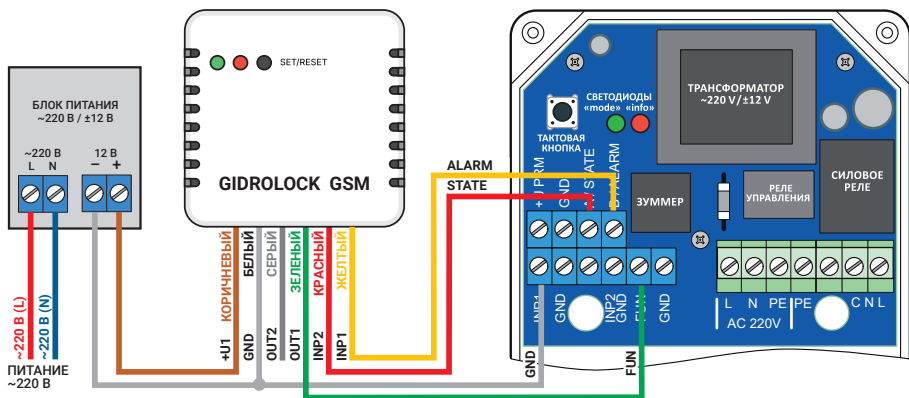 БЛОК ПИТАНИЯ
~220 В / ±12 В
~220 В
L
N
12 В
−
+
~220 В (L)
~220 В (N)
ПИТАНИЕ
~220 В
SET/RESET
GIDROLOCK GSM
КОРИЧНЕВЫЙ
БЕЛЫЙ
СЕРЫЙ
ЗЕЛЕНЫЙ
КРАСНЫЙ
ЖЕЛТЫЙ
+U1
GND
OUT2
OUT1
INP2
INP1
ALARM
STATE
GND
FUN
ТРАНСФОРМАТОР
~220 V/±12 V
СВЕТОДИОДЫ
«mode» «info»
ТАКТОВАЯ
КНОПКА
ЗУММЕР
РЕЛЕ
УПРАВЛЕНИЯ
СИЛОВОЕ
РЕЛЕ
+U PRM
GND
A / STATE
B / ALARM
INP1
GND
INP2
GND
FUN
GND
L N PE PE C N L
AC 220V